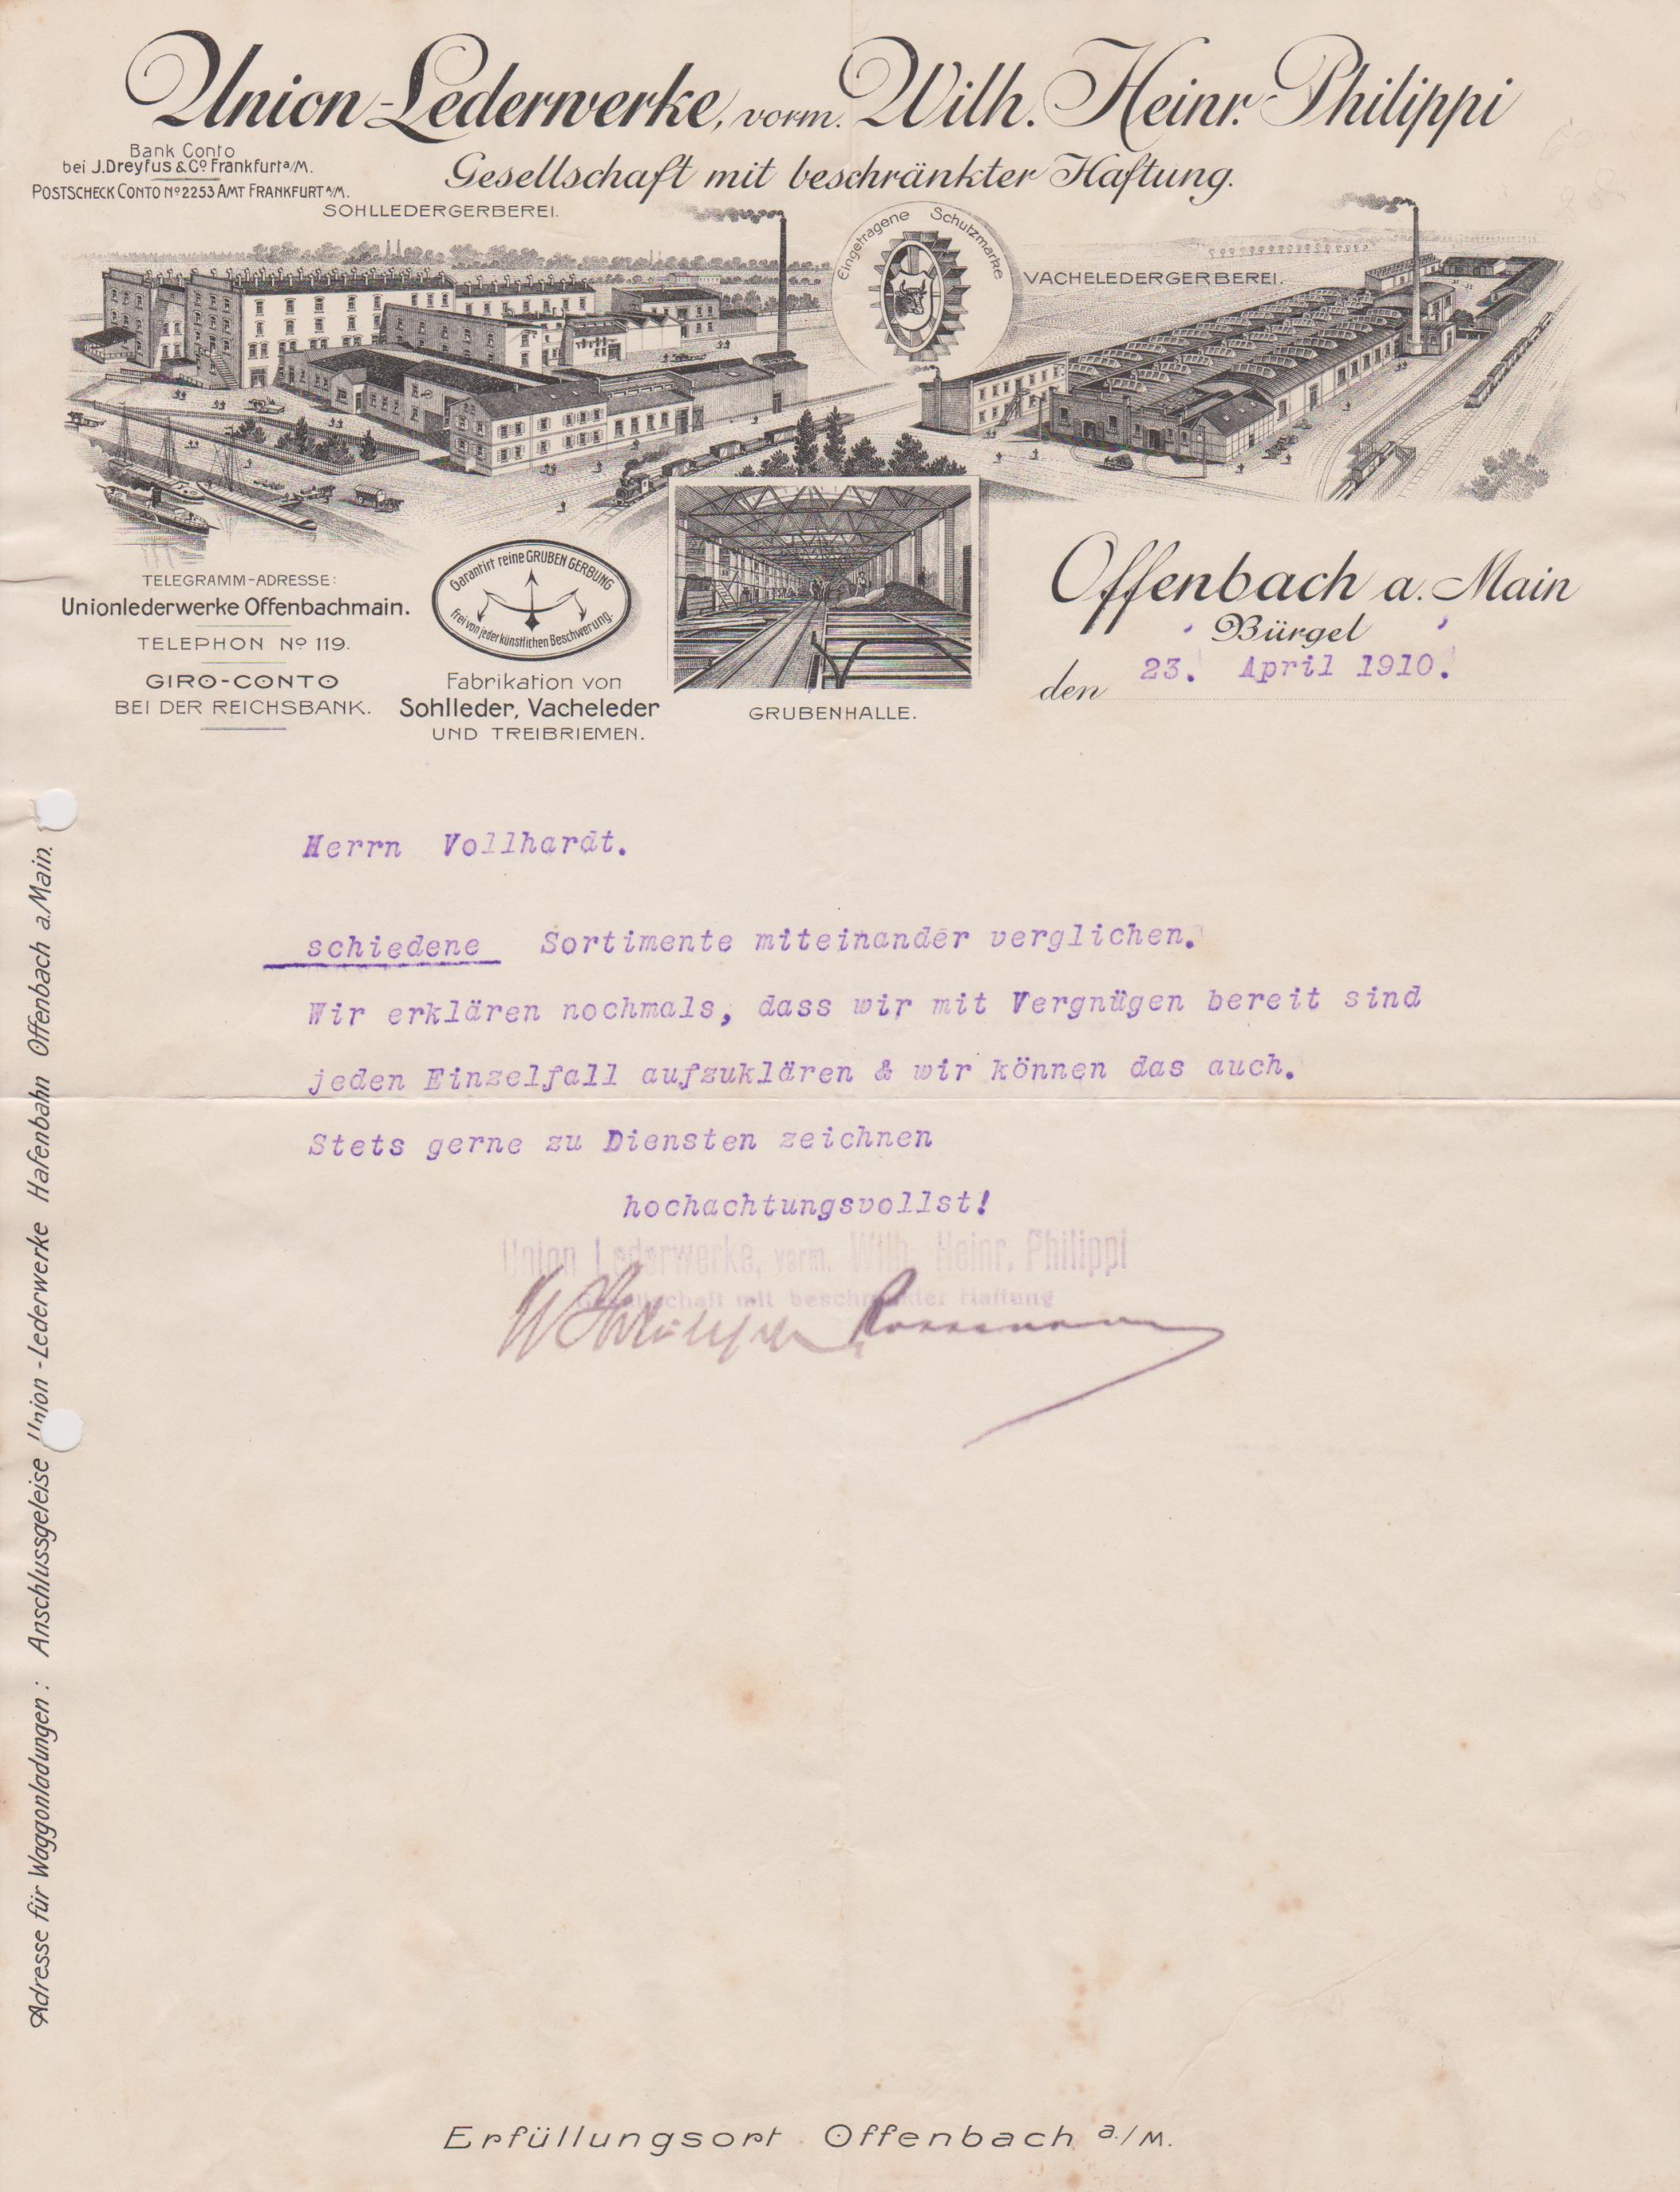 Union-Lederwerke, vorm. Wilh. Heinr. Philippi
Gesellschaft mit beschränkter Haftung.
Bank Conto
bei J. Dreyfus & Co Frankfurt a/M.
POSTSCHECK CONTO No 2253 AMT FRANKFURT A/M.
SOHLLEDERGERBEREI.
Eingetragene Schutzmarke
VACHELEDERGERBEREI.
TELEGRAMM-ADRESSE:
Unionlederwerke Offenbachmain.
TELEPHON No 119.
GIRO-CONTO
BEI DER REICHSBANK.
Garantirt reine GRUBEN GERBUNG
frei von jeder künstlichen Beschwerung.
Fabrikation von
Sohlleder, Vacheleder
UND TREIBRIEMEN.
GRUBENHALLE.
Offenbach a. Main
Bürgel
den 23. April 1910.
Herrn Vollhardt.
schiedene Sortimente miteinander verglichen.
Wir erklären nochmals, dass wir mit Vergnügen bereit sind
jeden Einzelfall aufzuklären & wir können das auch.
Stets gerne zu Diensten zeichnen
hochachtungsvollst!
Union Lederwerke, vorm. Wilh. Heinr. Philippi
Gesellschaft mit beschränkter Haftung
Adresse für Waggonladungen: Anschlussgeleise Union-Lederwerke Hafenbahn Offenbach a. Main.
Erfüllungsort Offenbach a./M.